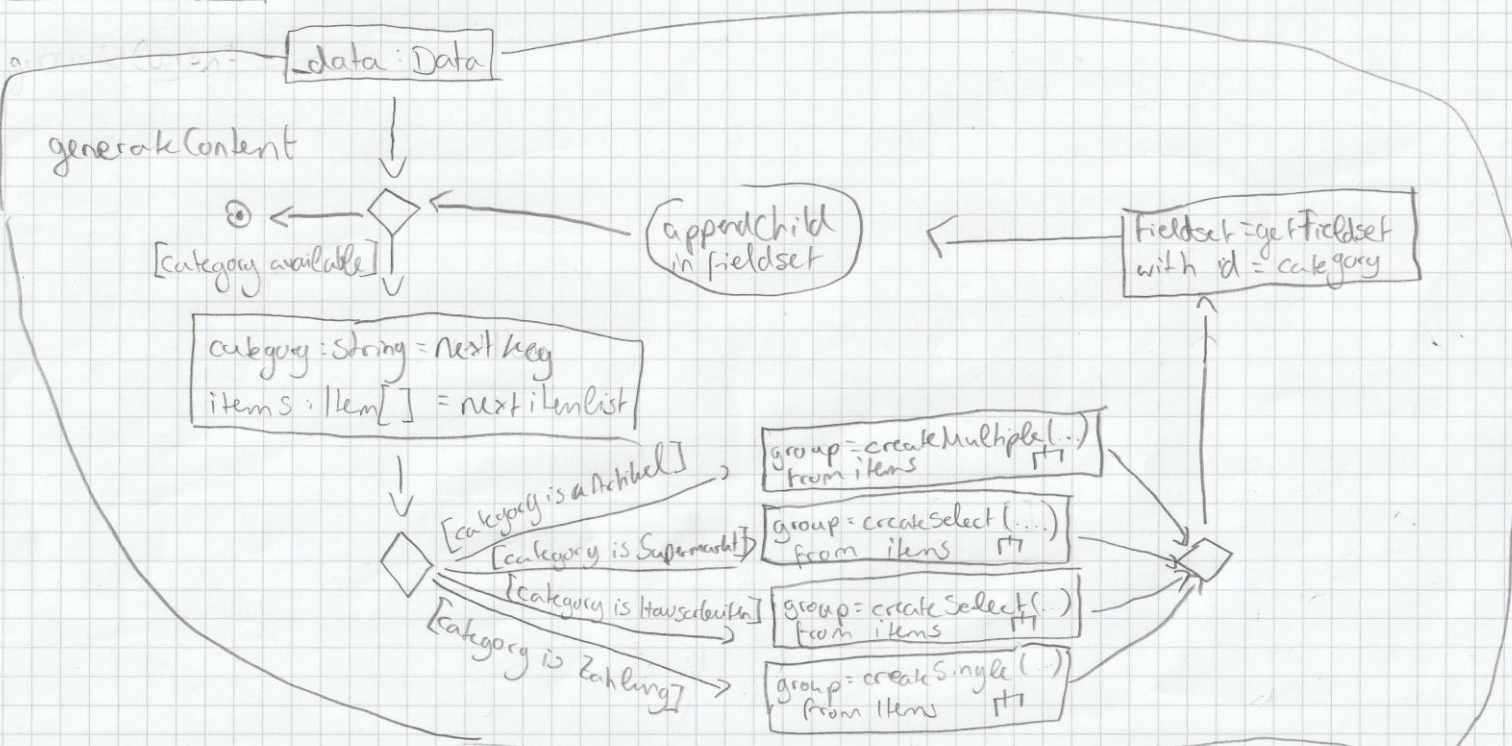 _data : Data
generateContent
[category available]
appendChild
in fieldset
fieldset = getFieldset
with id = category
category : String = next key
items : Item[ ] = next itemlist
[category is Artikel]
group = createMultiple(...)
from items
[category is Supermarkt]
group = createSelect(....)
from items
[category is
group = createSelect(...)
from items
[category is Zahlung]
group = createSingle(...)
from Items